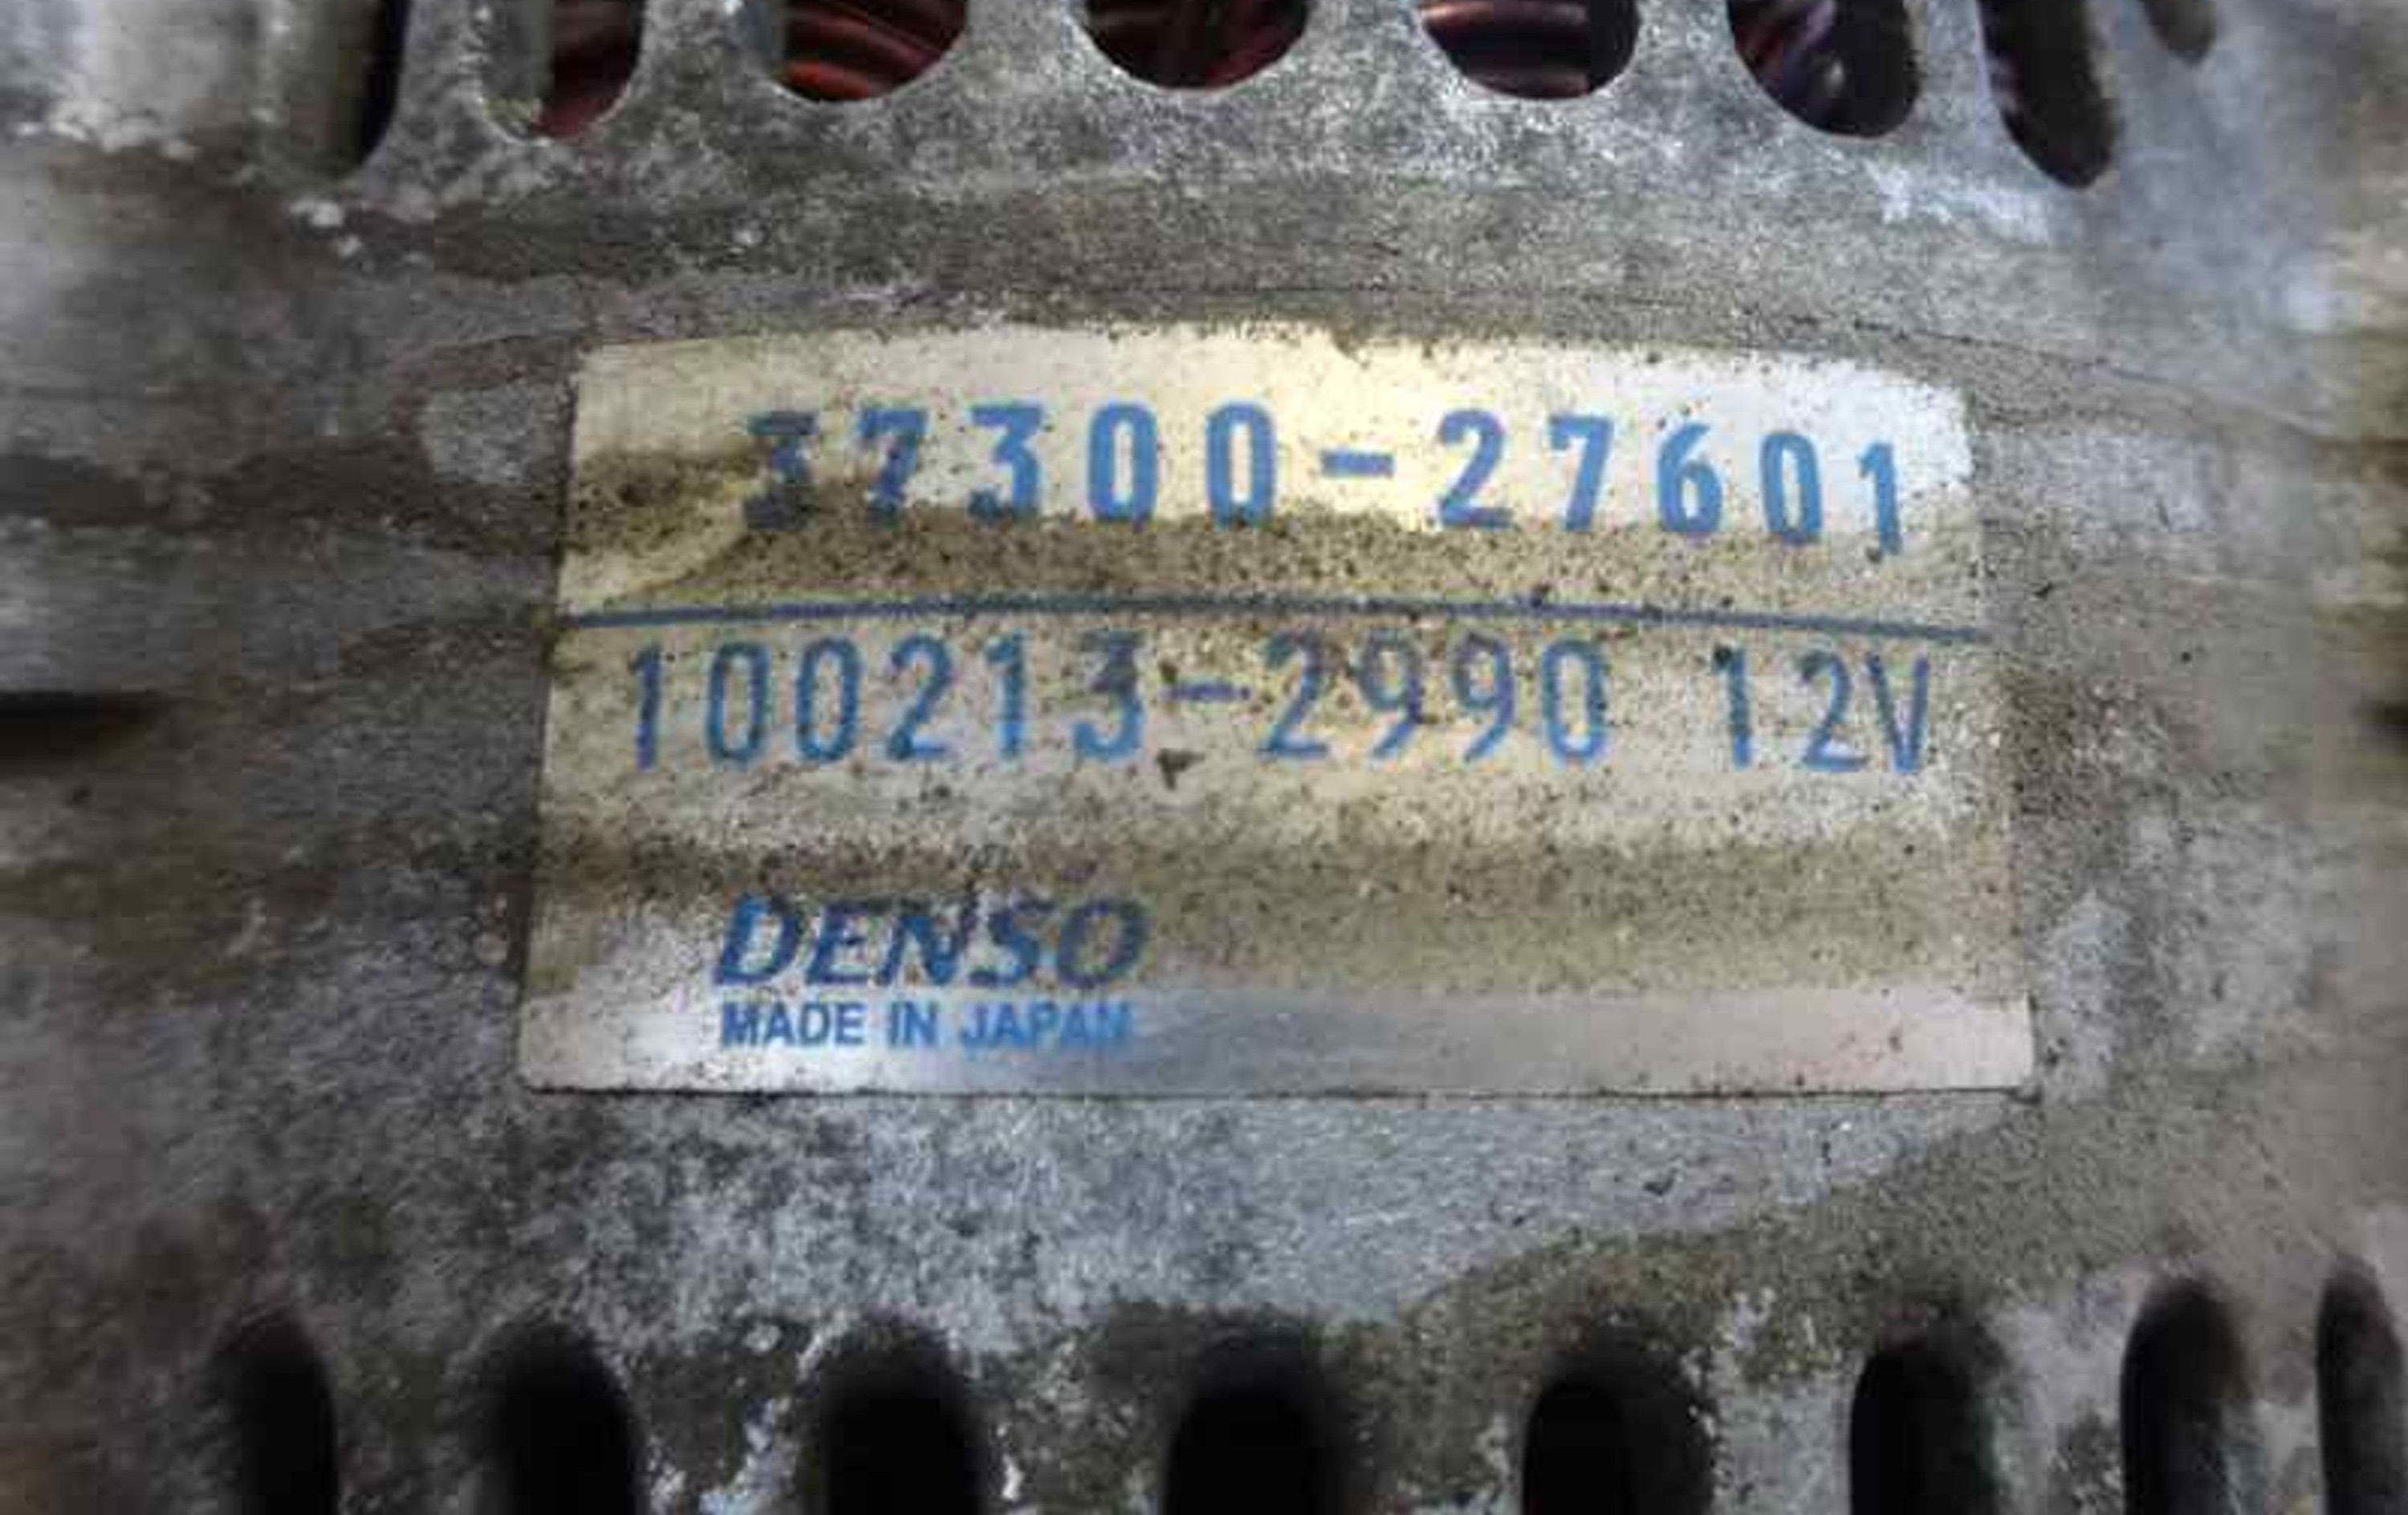 37300-27601
100213-2990 12V
DENSO
MADE IN JAPAN